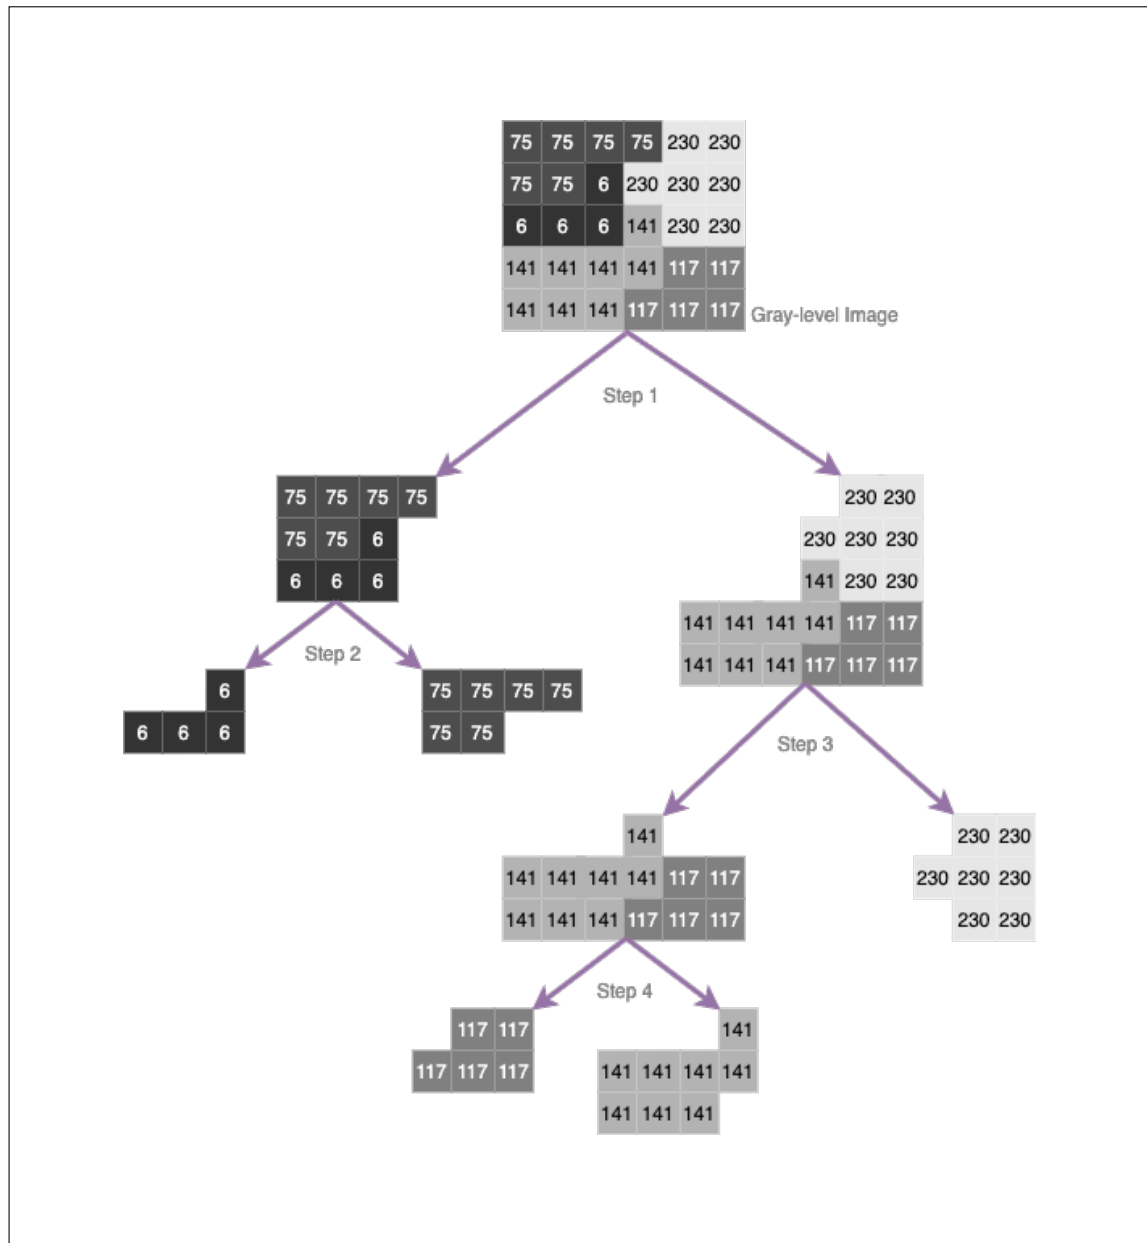 75 75 75 75 230 230
75 75 6 230 230 230
6 6 6 141 230 230
141 141 141 141 117 117
141 141 141 117 117 117
Gray-level Image
Step 1
75 75 75 75
75 75 6
6 6 6
230 230
230 230 230
141 230 230
141 141 141 141 117 117
141 141 141 117 117 117
Step 2
6
6 6 6
75 75 75 75
75 75
Step 3
141
141 141 141 141 117 117
141 141 141 117 117 117
230 230
230 230 230
230 230
Step 4
117 117
117 117 117
141
141 141 141 141
141 141 141